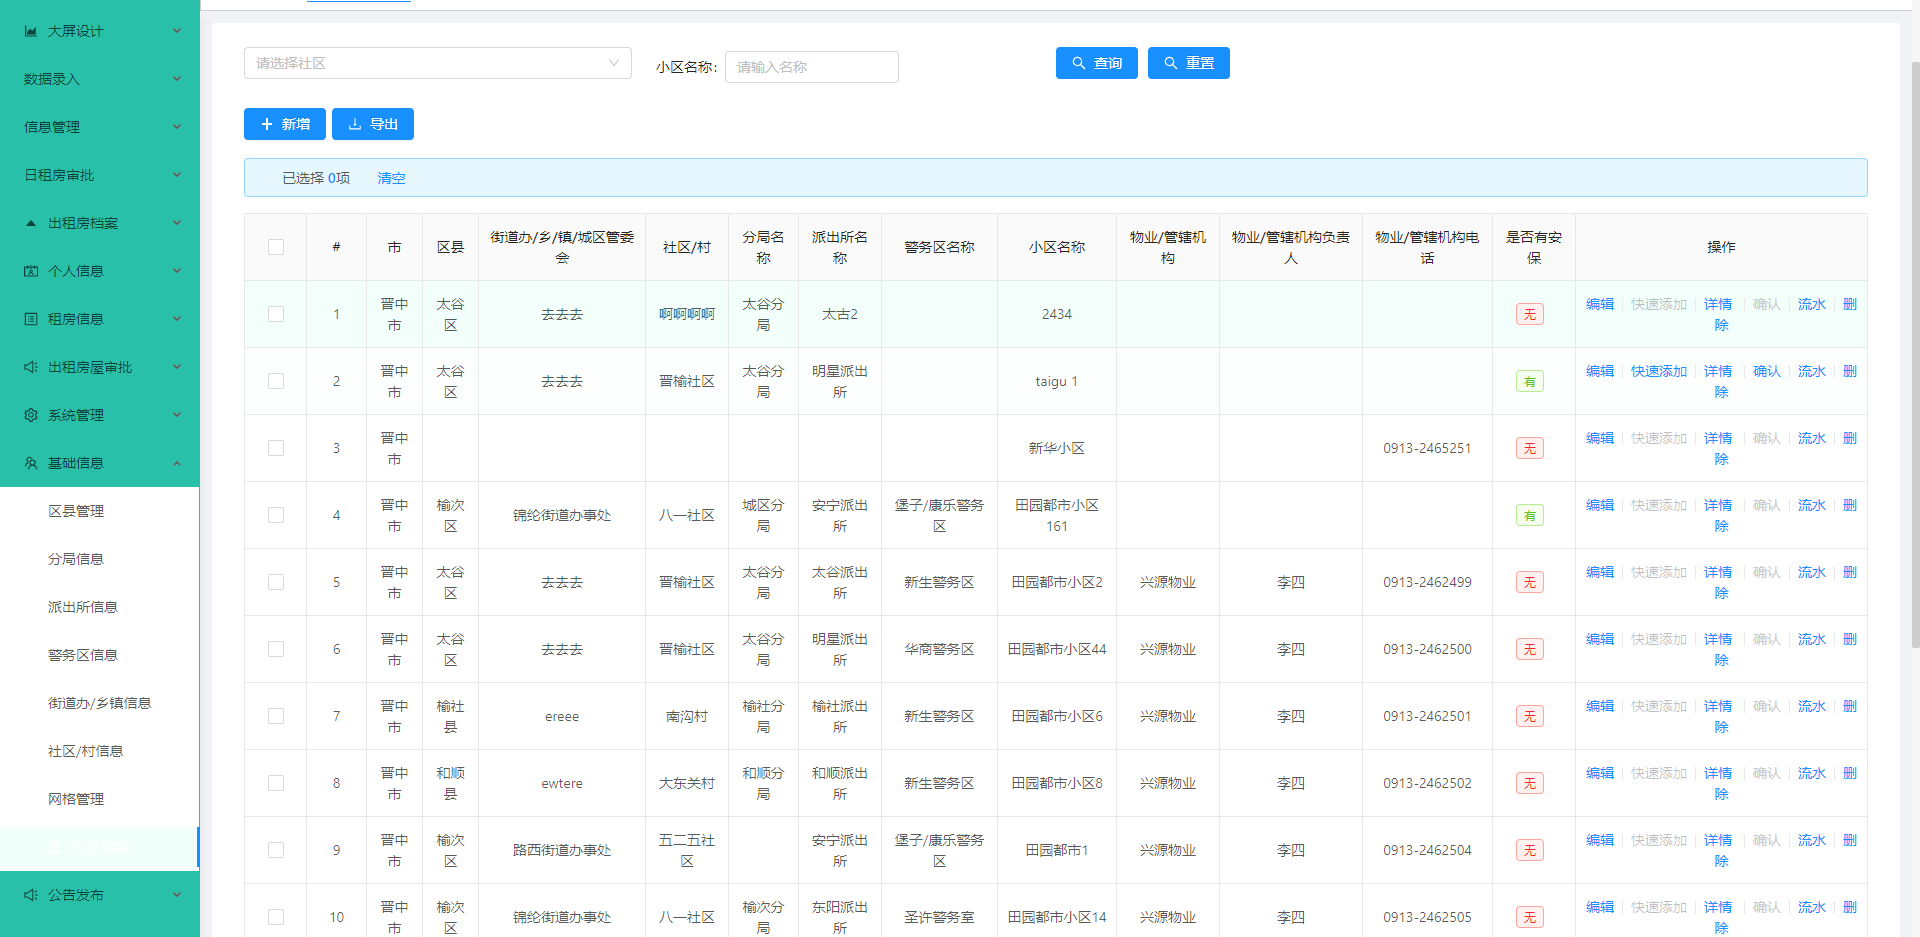 大屏设计
数据录入
信息管理
日租房审批
出租房档案
个人信息
租房信息
出租房屋审批
系统管理
基础信息
区县管理
分局信息
派出所信息
警务区信息
街道办/乡镇信息
社区/村信息
网格管理
公告发布
请选择社区
小区名称: 请输入名称
查询 重置
新增 导出
已选择 0项 清空
# 市 区县 街道办/乡/镇/城区管委会 社区/村 分局名称 派出所名称 警务区名称 小区名称 物业/管辖机构 物业/管辖机构负责人 物业/管辖机构电话 是否有安保 操作
1 晋中市 太谷区 去去去 啊啊啊啊 太谷分局 太古2 2434 无 编辑 快速添加 详情 确认 流水 删除
2 晋中市 太谷区 去去去 晋榆社区 太谷分局 明星派出所 taigu 1 有 编辑 快速添加 详情 确认 流水 删除
3 晋中市 新华小区 0913-2465251 无 编辑 快速添加 详情 确认 流水 删除
4 晋中市 榆次区 锦纶街道办事处 八一社区 城区分局 安宁派出所 堡子/康乐警务区 田园都市小区161 有 编辑 快速添加 详情 确认 流水 删除
5 晋中市 太谷区 去去去 晋榆社区 太谷分局 太谷派出所 新生警务区 田园都市小区2 兴源物业 李四 0913-2462499 无 编辑 快速添加 详情 确认 流水 删除
6 晋中市 太谷区 去去去 晋榆社区 太谷分局 明星派出所 华商警务区 田园都市小区44 兴源物业 李四 0913-2462500 无 编辑 快速添加 详情 确认 流水 删除
7 晋中市 榆社县 ereee 南沟村 榆社分局 榆社派出所 新生警务区 田园都市小区6 兴源物业 李四 0913-2462501 无 编辑 快速添加 详情 确认 流水 删除
8 晋中市 和顺县 ewtere 大东关村 和顺分局 和顺派出所 新生警务区 田园都市小区8 兴源物业 李四 0913-2462502 无 编辑 快速添加 详情 确认 流水 删除
9 晋中市 榆次区 路西街道办事处 五二五社区 安宁派出所 堡子/康乐警务区 田园都市1 兴源物业 李四 0913-2462504 无 编辑 快速添加 详情 确认 流水 删除
10 晋中市 榆次区 锦纶街道办事处 八一社区 榆次分局 东阳派出所 圣许警务室 田园都市小区14 兴源物业 李四 0913-2462505 无 编辑 快速添加 详情 确认 流水 删除